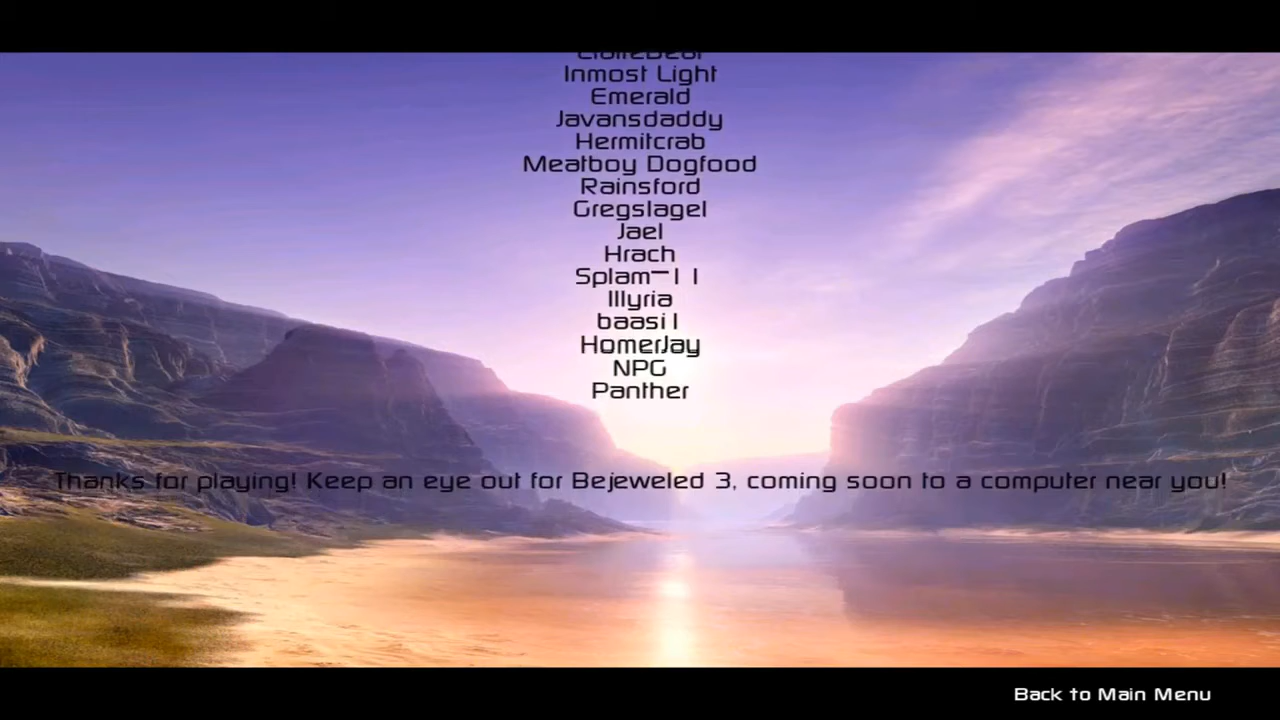 Inmost Light
Emerald
Javansdaddy
Hermitcrab
Meatboy Dogfood
Rainsford
Gregslagel
Jael
Hrach
Splam-11
Illyria
baasi1
HomerJay
NPG
Panther
Thanks for playing! Keep an eye out for Bejeweled 3, coming soon to a computer near you!
Back to Main Menu